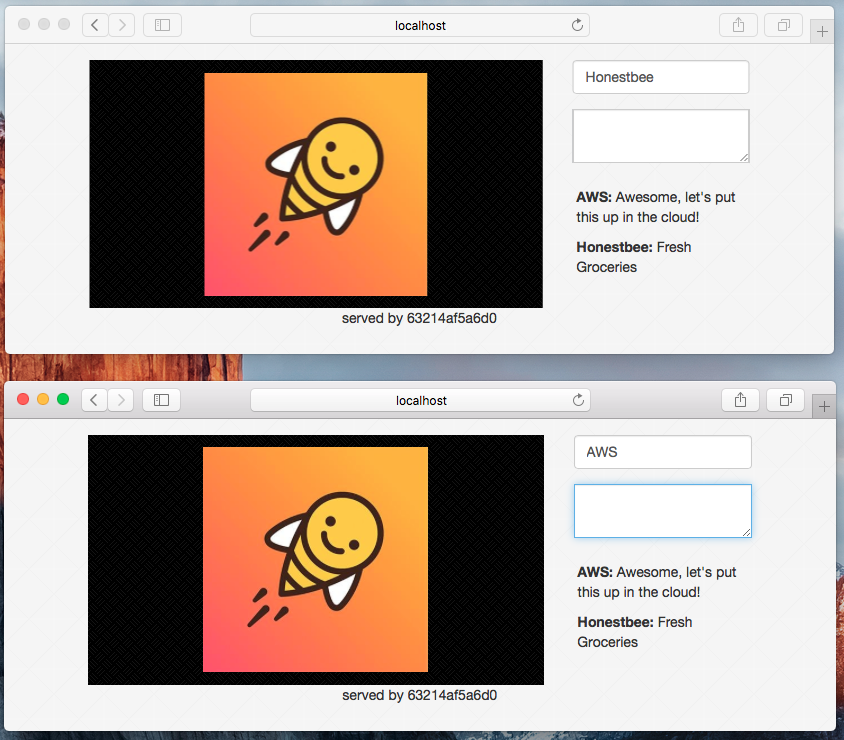 localhost
Honestbee
AWS: Awesome, let's put
this up in the cloud!
Honestbee: Fresh
Groceries
served by 63214af5a6d0
localhost
AWS
AWS: Awesome, let's put
this up in the cloud!
Honestbee: Fresh
Groceries
served by 63214af5a6d0